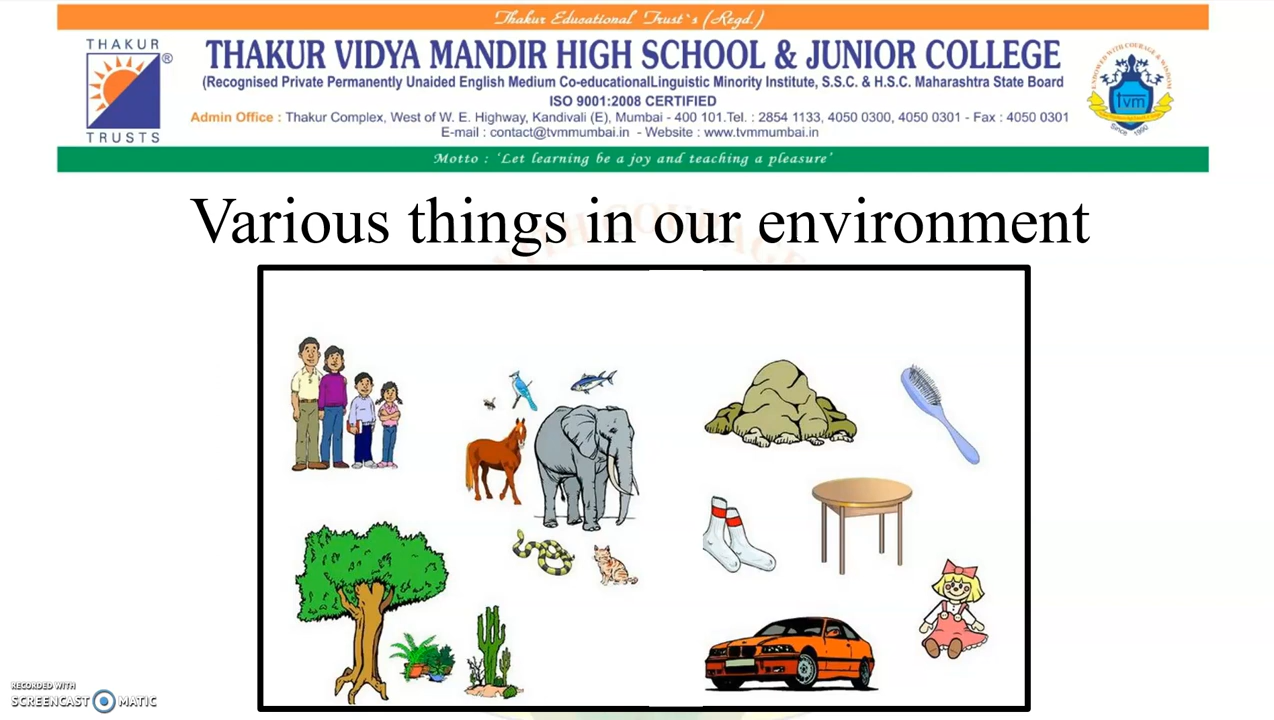 Thakur Educational Trust`s (Regd.)
THAKUR
®
TRUSTS
THAKUR VIDYA MANDIR HIGH SCHOOL & JUNIOR COLLEGE
(Recognised Private Permanently Unaided English Medium Co-educationalLinguistic Minority Institute, S.S.C. & H.S.C. Maharashtra State Board
ISO 9001:2008 CERTIFIED
Admin Office : Thakur Complex, West of W. E. Highway, Kandivali (E), Mumbai - 400 101.Tel. : 2854 1133, 4050 0300, 4050 0301 - Fax : 4050 0301
E-mail : contact@tvmmumbai.in - Website : www.tvmmumbai.in
tvm
Since - 1990
Motto : ‘Let learning be a joy and teaching a pleasure’
Various things in our environment
WITH COURAGE
RECORDED WITH
SCREENCAST MATIC